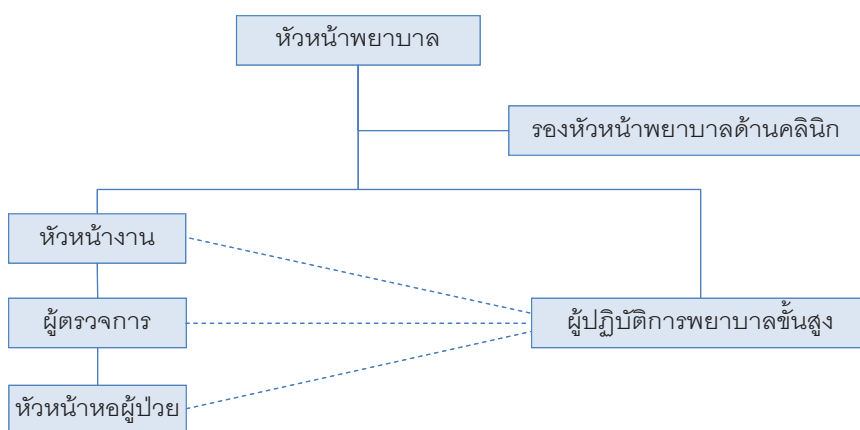 หัวหน้าพยาบาล
รองหัวหน้าพยาบาลด้านคลินิก
หัวหน้างาน
ผู้ตรวจการ
ผู้ปฏิบัติการพยาบาลขั้นสูง
หัวหน้าหอผู้ป่วย